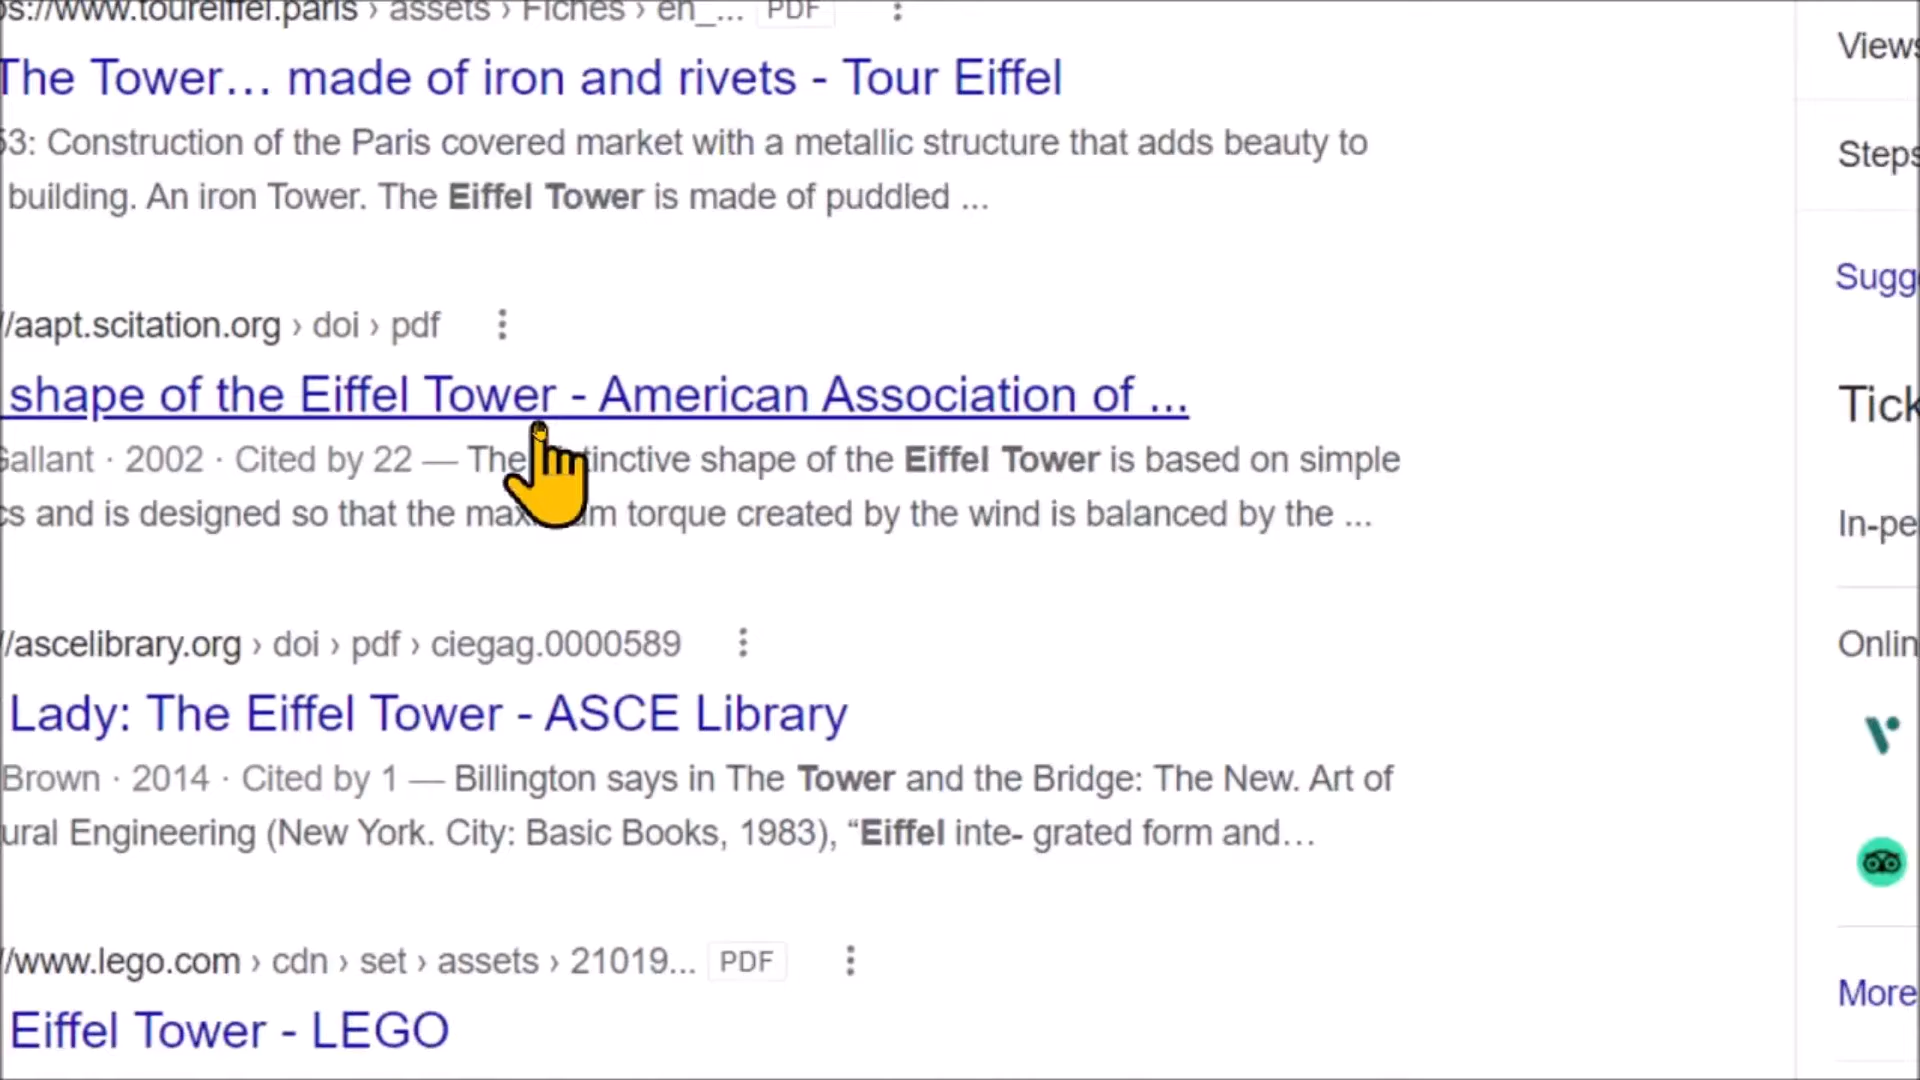 s://www.toureiffel.paris › assets › Fiches › en_... PDF
The Tower… made of iron and rivets - Tour Eiffel
53: Construction of the Paris covered market with a metallic structure that adds beauty to
building. An iron Tower. The Eiffel Tower is made of puddled ...
//aapt.scitation.org › doi › pdf
shape of the Eiffel Tower - American Association of ...
Gallant · 2002 · Cited by 22 — The tinctive shape of the Eiffel Tower is based on simple
cs and is designed so that the max m torque created by the wind is balanced by the ...
//ascelibrary.org › doi › pdf › ciegag.0000589
Lady: The Eiffel Tower - ASCE Library
Brown · 2014 · Cited by 1 — Billington says in The Tower and the Bridge: The New. Art of
ural Engineering (New York. City: Basic Books, 1983), “Eiffel inte- grated form and…
//www.lego.com › cdn › set › assets › 21019... PDF
Eiffel Tower - LEGO
Views
Steps
Sugg
Tick
In-pe
Onlin
More